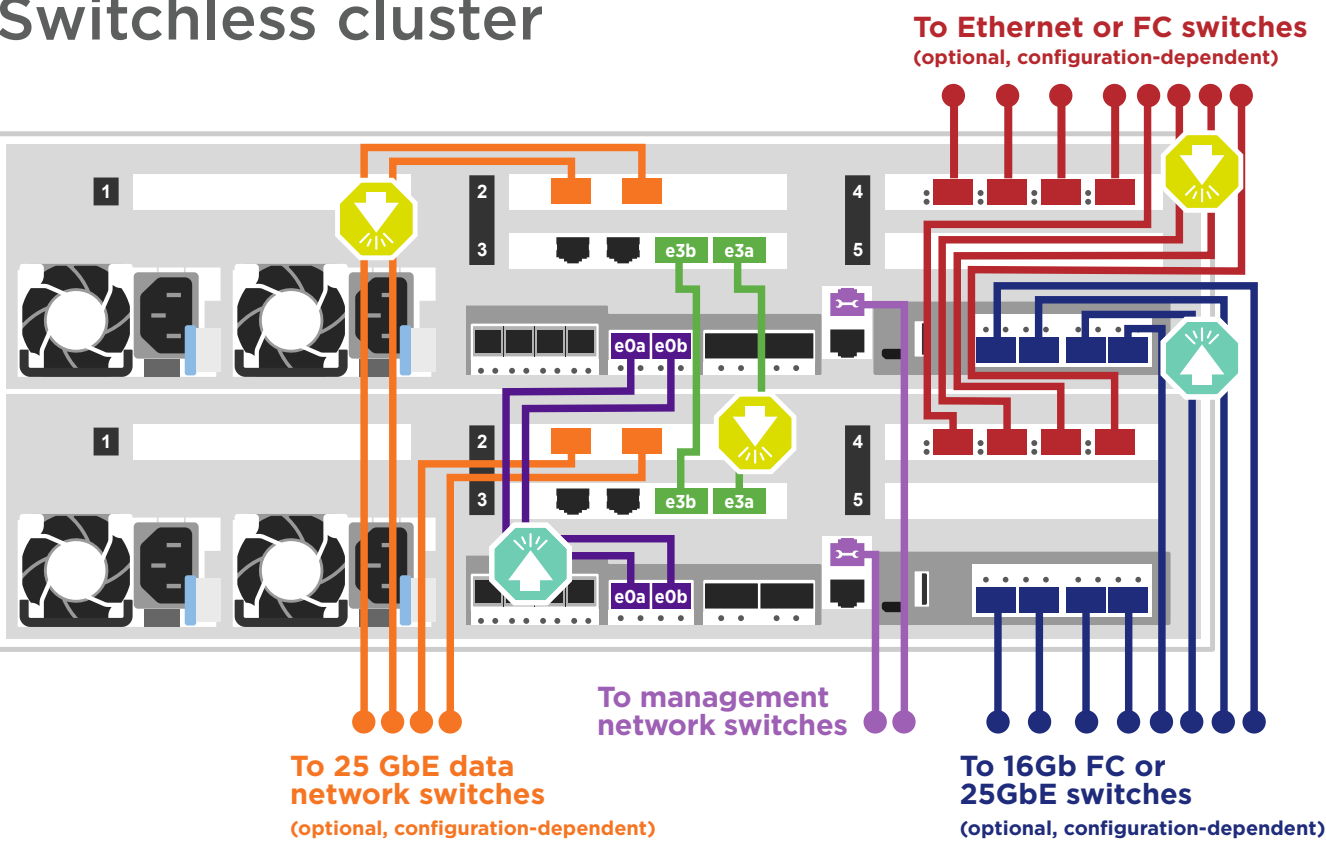 Switchless cluster
To Ethernet or FC switches
(optional, configuration-dependent)
1
2
4
3
e3b
e3a
5
e0a
e0b
1
2
4
3
e3b
e3a
5
e0a
e0b
To management
network switches
To 25 GbE data
network switches
(optional, configuration-dependent)
To 16Gb FC or
25GbE switches
(optional, configuration-dependent)